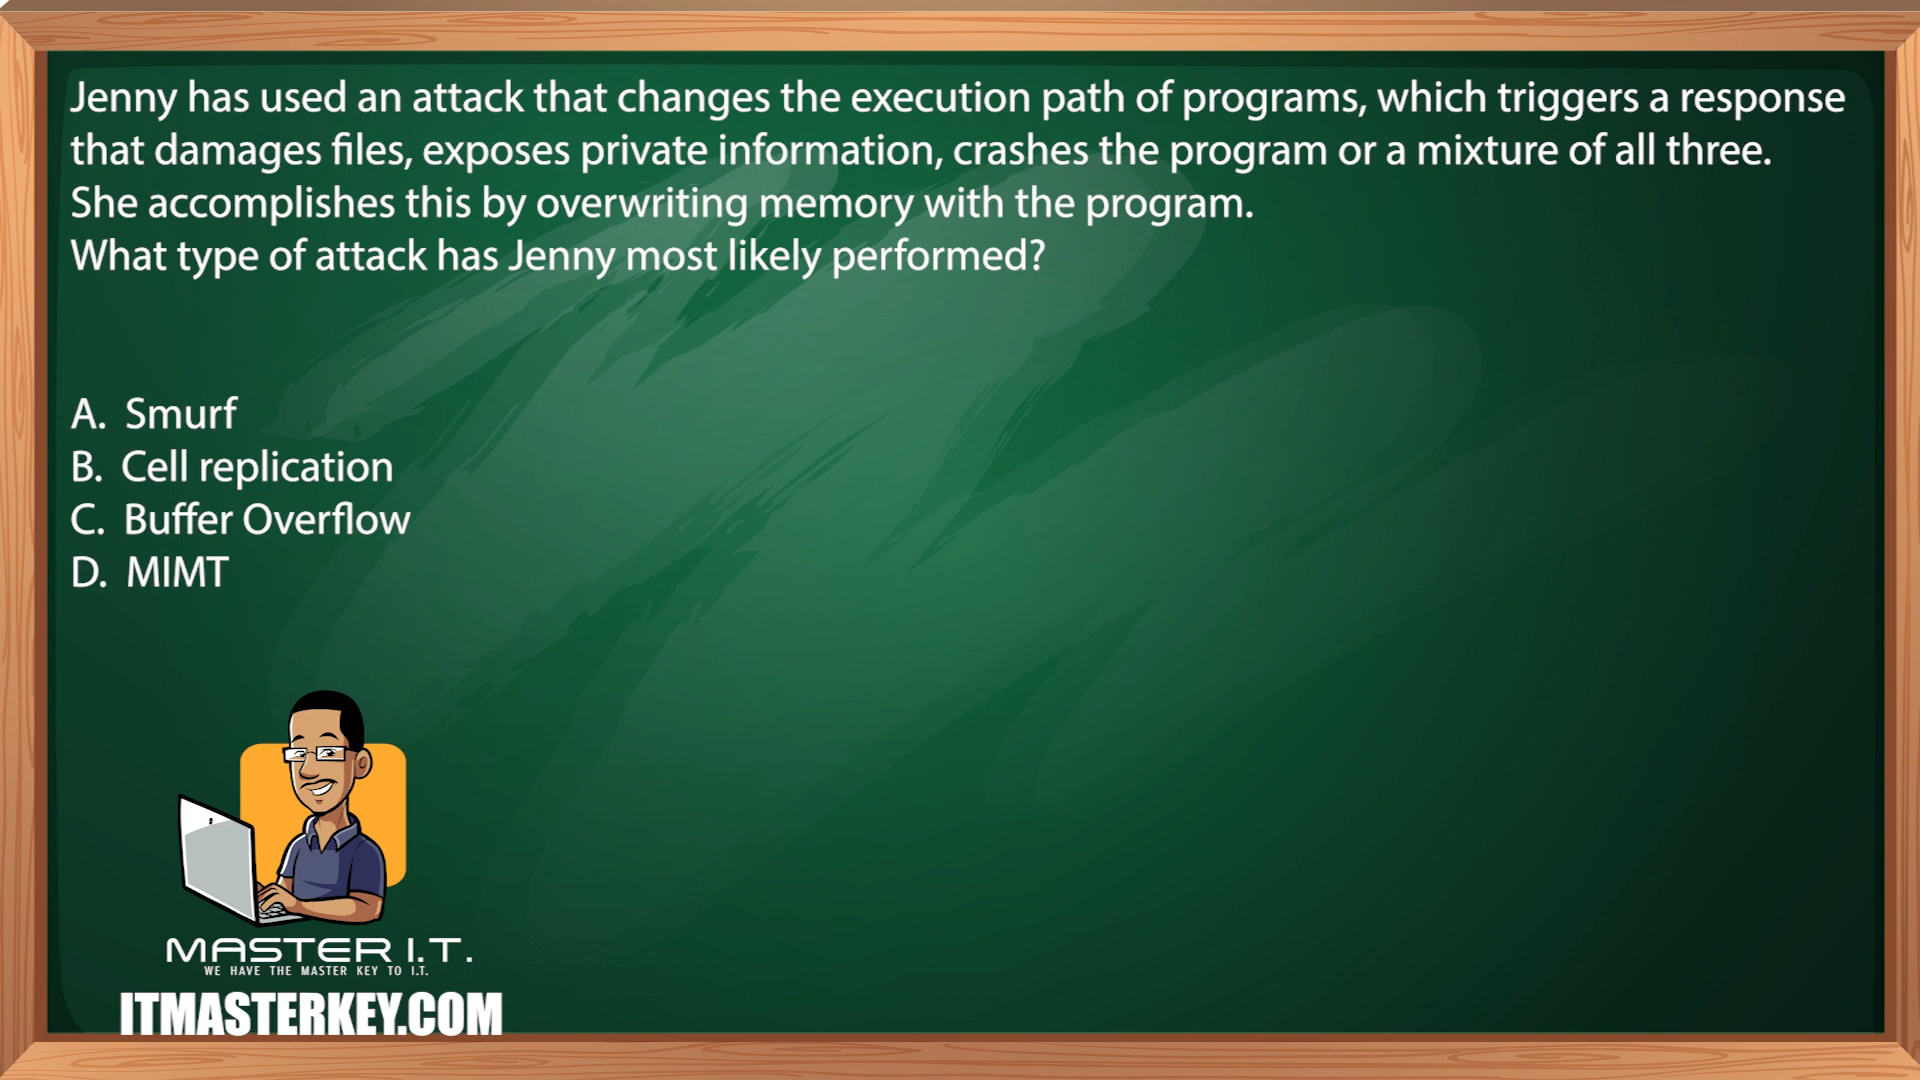 Jenny has used an attack that changes the execution path of programs, which triggers a response
that damages files, exposes private information, crashes the program or a mixture of all three.
She accomplishes this by overwriting memory with the program.
What type of attack has Jenny most likely performed?
A. Smurf
B. Cell replication
C. Buffer Overflow
D. MIMT
MASTER I.T.
WE HAVE THE MASTER KEY TO I.T.
ITMASTERKEY.COM